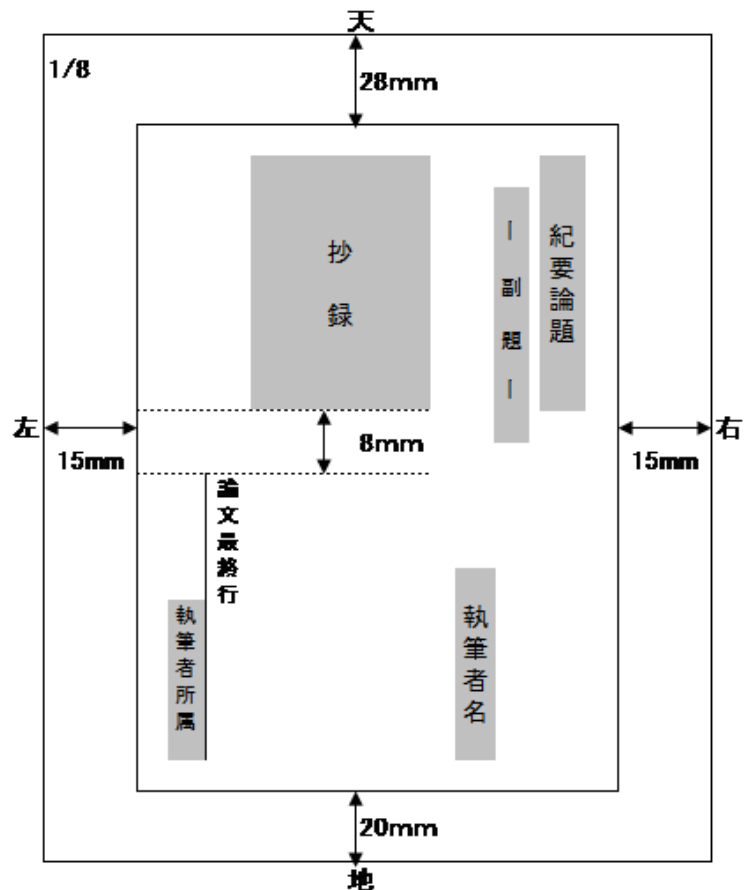 天
1/8
28mm
紀要論題
ー副題ー
抄録
左
15mm
8mm
15mm
右
論文最終行
執筆者名
執筆者所属
20mm
地